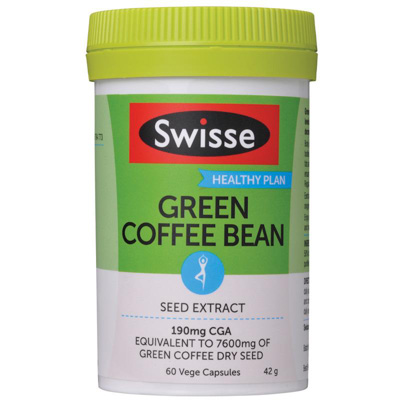 Swisse
HEALTHY PLAN
GREEN
COFFEE BEAN
SEED EXTRACT
190mg CGA
EQUIVALENT TO 7600mg OF
GREEN COFFEE DRY SEED
60 Vege Capsules 42 g